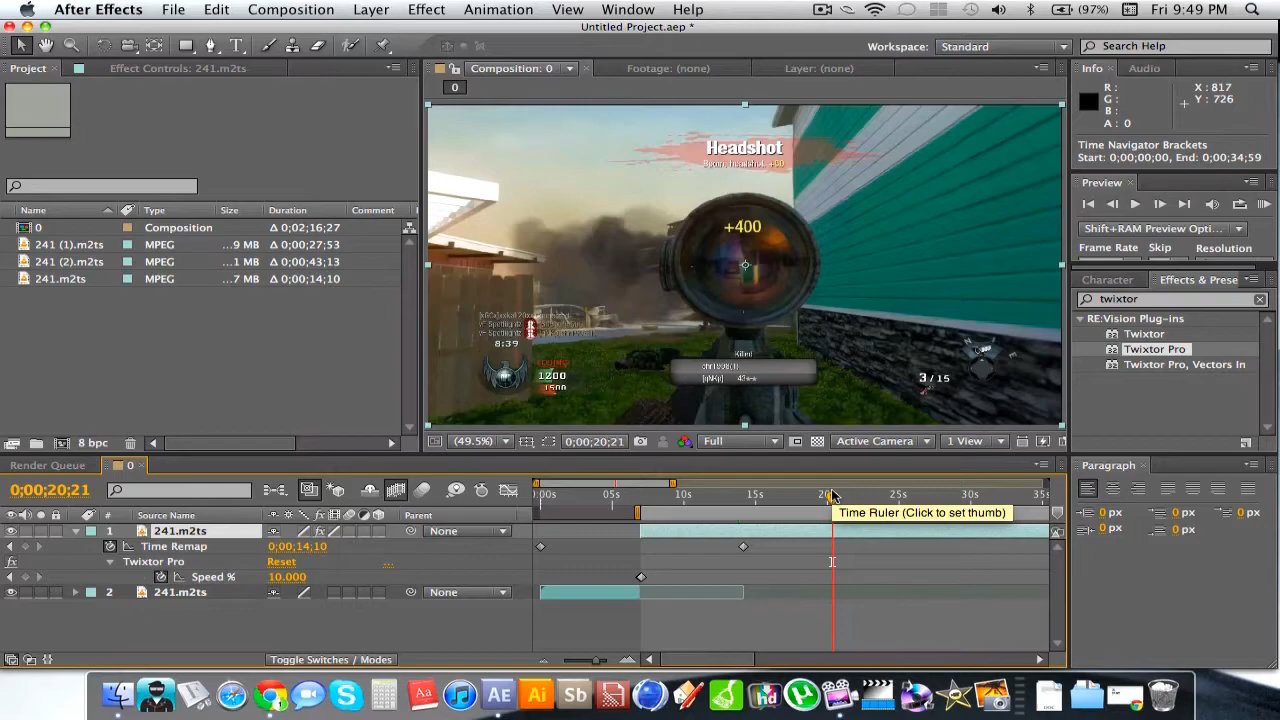 After Effects File Edit Composition Layer Effect Animation View Window Help (97%) Fri 9:49 PM
Untitled Project.aep *
Workspace: Standard Search Help
Project Effect Controls: 241.m2ts Composition: 0 Footage: (none) Layer: (none) Info Audio
0
R: X: 817
G: Y: 726
B:
A: 0
Time Navigator Brackets
Start: 0;00;00;00, End: 0;00;34;59
Headshot
+400
8:39
1200
Killed
3/15
Preview
Shift+RAM Preview Opti...
Frame Rate Skip Resolution
Character Effects & Prese
twixtor
RE:Vision Plug-ins
Twixtor
Twixtor Pro
Twixtor Pro, Vectors In
Name Type Size Duration Comment
0 Composition Δ 0;02;16;27
241 (1).m2ts MPEG ...9 MB Δ 0;00;27;53
241 (2).m2ts MPEG ...1 MB Δ 0;00;43;13
241.m2ts MPEG ...7 MB Δ 0;00;14;10
8 bpc
(49.5%) 0;00;20;21 Full Active Camera 1 View
Render Queue 0
0;00;20;21
:00s 05s 10s 15s 25s 30s 35s
Time Ruler (Click to set thumb)
# Source Name Parent
1 241.m2ts None
Time Remap 0;00;14;10
Twixtor Pro Reset ...
Speed % 10.000
2 241.m2ts None
Toggle Switches / Modes
Paragraph
0 px 0 px 0 px
0 px 0 px
AE Ai Sb Aa hd